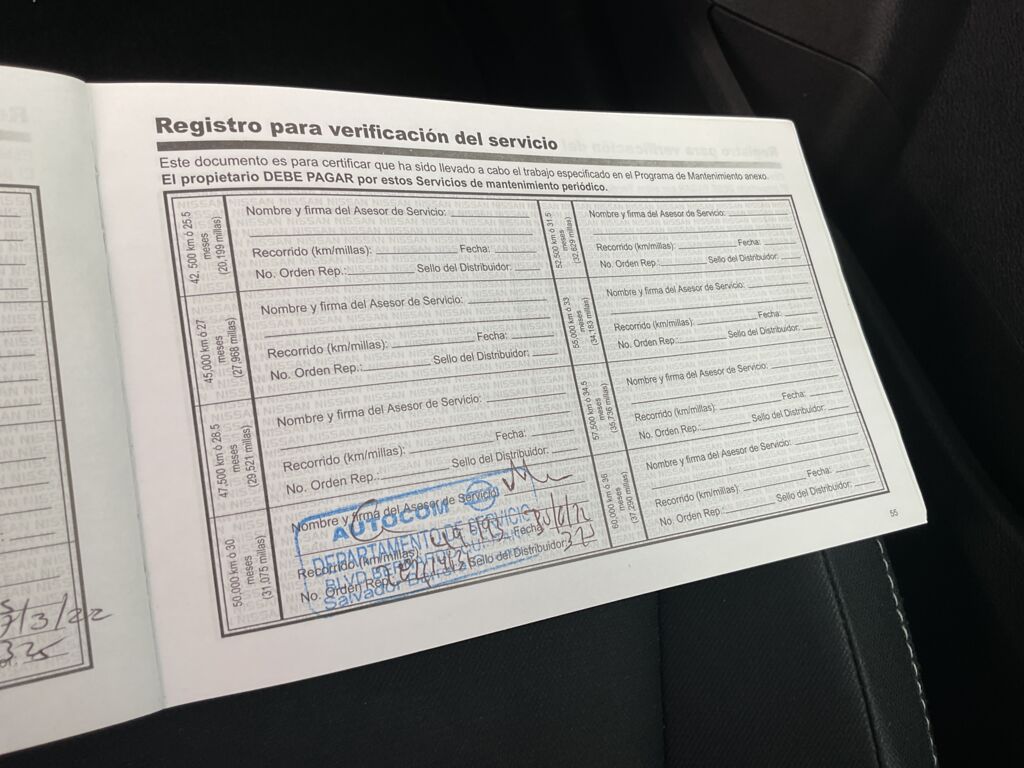 Registro para verificación del servicio
Este documento es para certificar que ha sido llevado a cabo el trabajo especificado en el Programa de Mantenimiento anexo.
El propietario DEBE PAGAR por estos Servicios de mantenimiento periódico.
42, 500 km ó 25.5
meses
(20,199 millas)
Nombre y firma del Asesor de Servicio:
Recorrido (km/millas): Fecha:
No. Orden Rep.: Sello del Distribuidor:
45,000 km ó 27
meses
(27,968 millas)
Nombre y firma del Asesor de Servicio:
Recorrido (km/millas): Fecha:
No. Orden Rep.: Sello del Distribuidor:
47,500 km ó 28.5
meses
(29,521 millas)
Nombre y firma del Asesor de Servicio:
Recorrido (km/millas): Fecha:
No. Orden Rep.: Sello del Distribuidor:
50,000 km ó 30
meses
(31,075 millas)
Nombre y firma del Asesor de Servicio:
Recorrido (km/millas) Fecha:
No. Orden Rep. Sello del Distribuidor: 325
AUTOCOM
DEPARTAMENTO DE SERVICIO
BLVD.
Salvador
52,500 km ó 31.5
meses
(32,629 millas)
Nombre y firma del Asesor de Servicio:
Recorrido (km/millas): Fecha:
No. Orden Rep.: Sello del Distribuidor:
55,000 km ó 33
meses
(34,183 millas)
Nombre y firma del Asesor de Servicio:
Recorrido (km/millas): Fecha:
No. Orden Rep.: Sello del Distribuidor:
57,500 km ó 34.5
meses
(35,736 millas)
Nombre y firma del Asesor de Servicio:
Recorrido (km/millas): Fecha:
No. Orden Rep.: Sello del Distribuidor:
60,000 km ó 36
meses
(37,290 millas)
Nombre y firma del Asesor de Servicio:
Recorrido (km/millas): Fecha:
No. Orden Rep.: Sello del Distribuidor:
55
/3/22
325